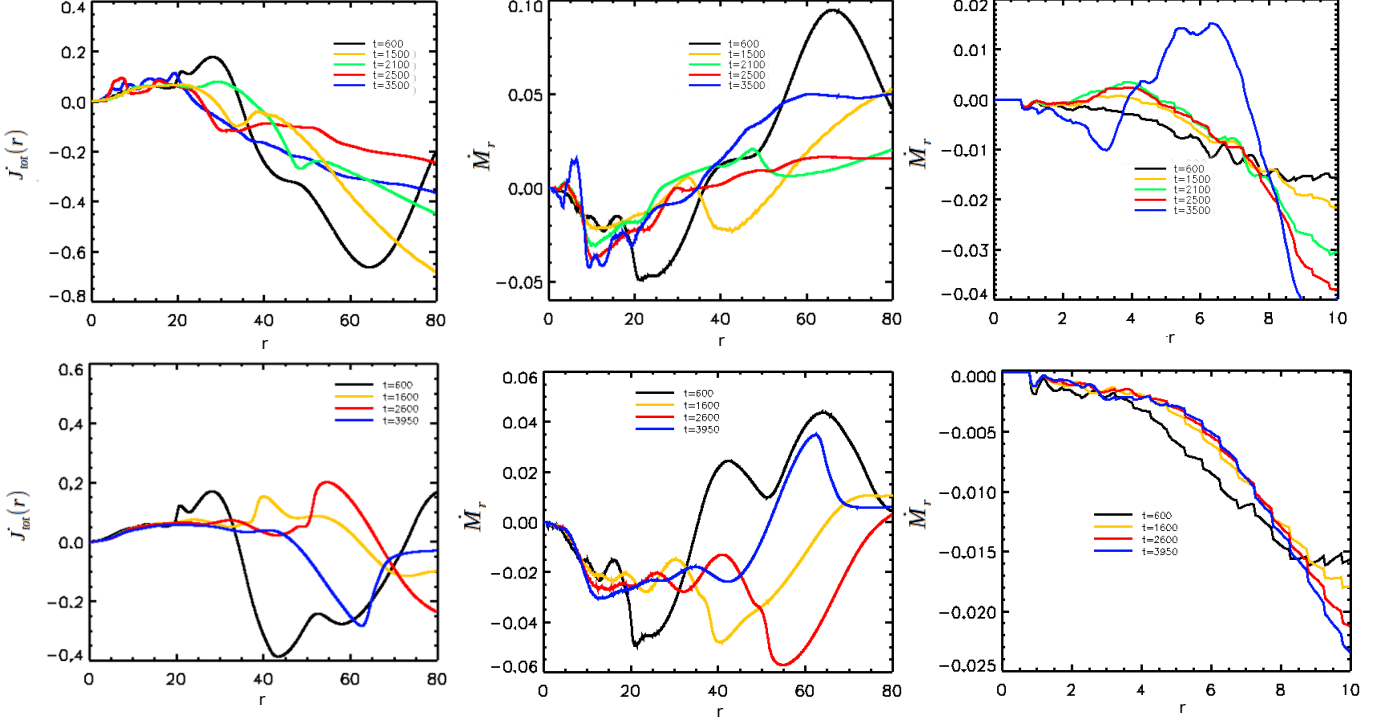 0.4
0.2
0.0
−0.2
−0.4
−0.6
−0.8
J̇tot(r)
t=600
t=1500
t=2100
t=2500
t=3500
0 20 40 60 80
r
0.10
0.05
0.00
−0.05
Ṁr
t=600
t=1500
t=2100
t=2500
t=3500
0 20 40 60 80
r
0.02
0.01
0.00
−0.01
−0.02
−0.03
−0.04
Ṁr
t=600
t=1500
t=2100
t=2500
t=3500
0 2 4 6 8 10
r
0.6
0.4
0.2
0.0
−0.2
−0.4
J̇tot(r)
t=600
t=1600
t=2600
t=3950
0 20 40 60 80
r
0.06
0.04
0.02
0.00
−0.02
−0.04
−0.06
Ṁr
t=600
t=1600
t=2600
t=3950
0 20 40 60 80
r
0.000
−0.005
−0.010
−0.015
−0.020
−0.025
Ṁr
t=600
t=1600
t=2600
t=3950
0 2 4 6 8 10
r